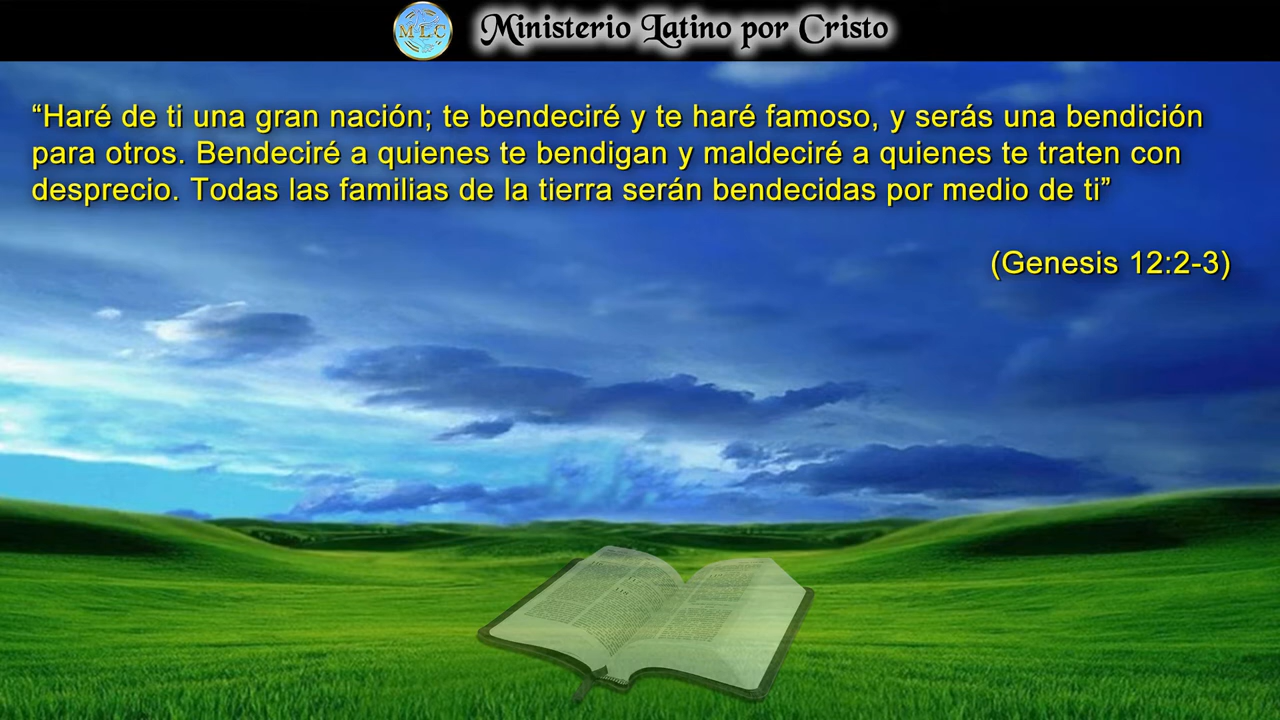 MLC
Ministerio Latino por Cristo
“Haré de ti una gran nación; te bendeciré y te haré famoso, y serás una bendición
para otros. Bendeciré a quienes te bendigan y maldeciré a quienes te traten con
desprecio. Todas las familias de la tierra serán bendecidas por medio de ti”
(Genesis 12:2-3)